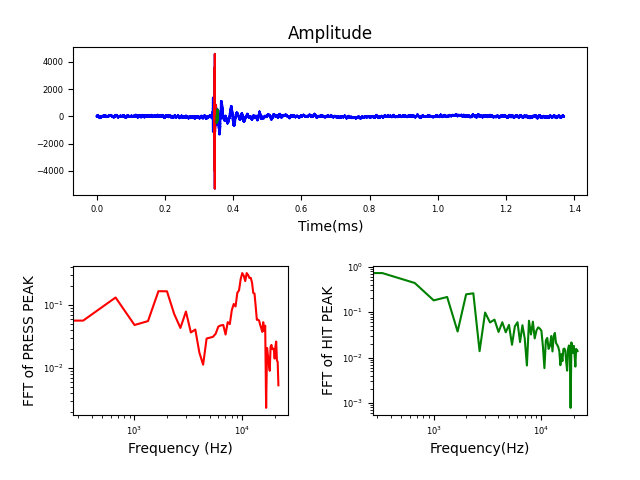 Amplitude
4000
2000
0
−2000
−4000
0.0 0.2 0.4 0.6 0.8 1.0 1.2 1.4
Time(ms)
FFT of PRESS PEAK
10⁻¹
10⁻²
10³ 10⁴
Frequency (Hz)
FFT of HIT PEAK
10⁰
10⁻¹
10⁻²
10⁻³
10³ 10⁴
Frequency(Hz)